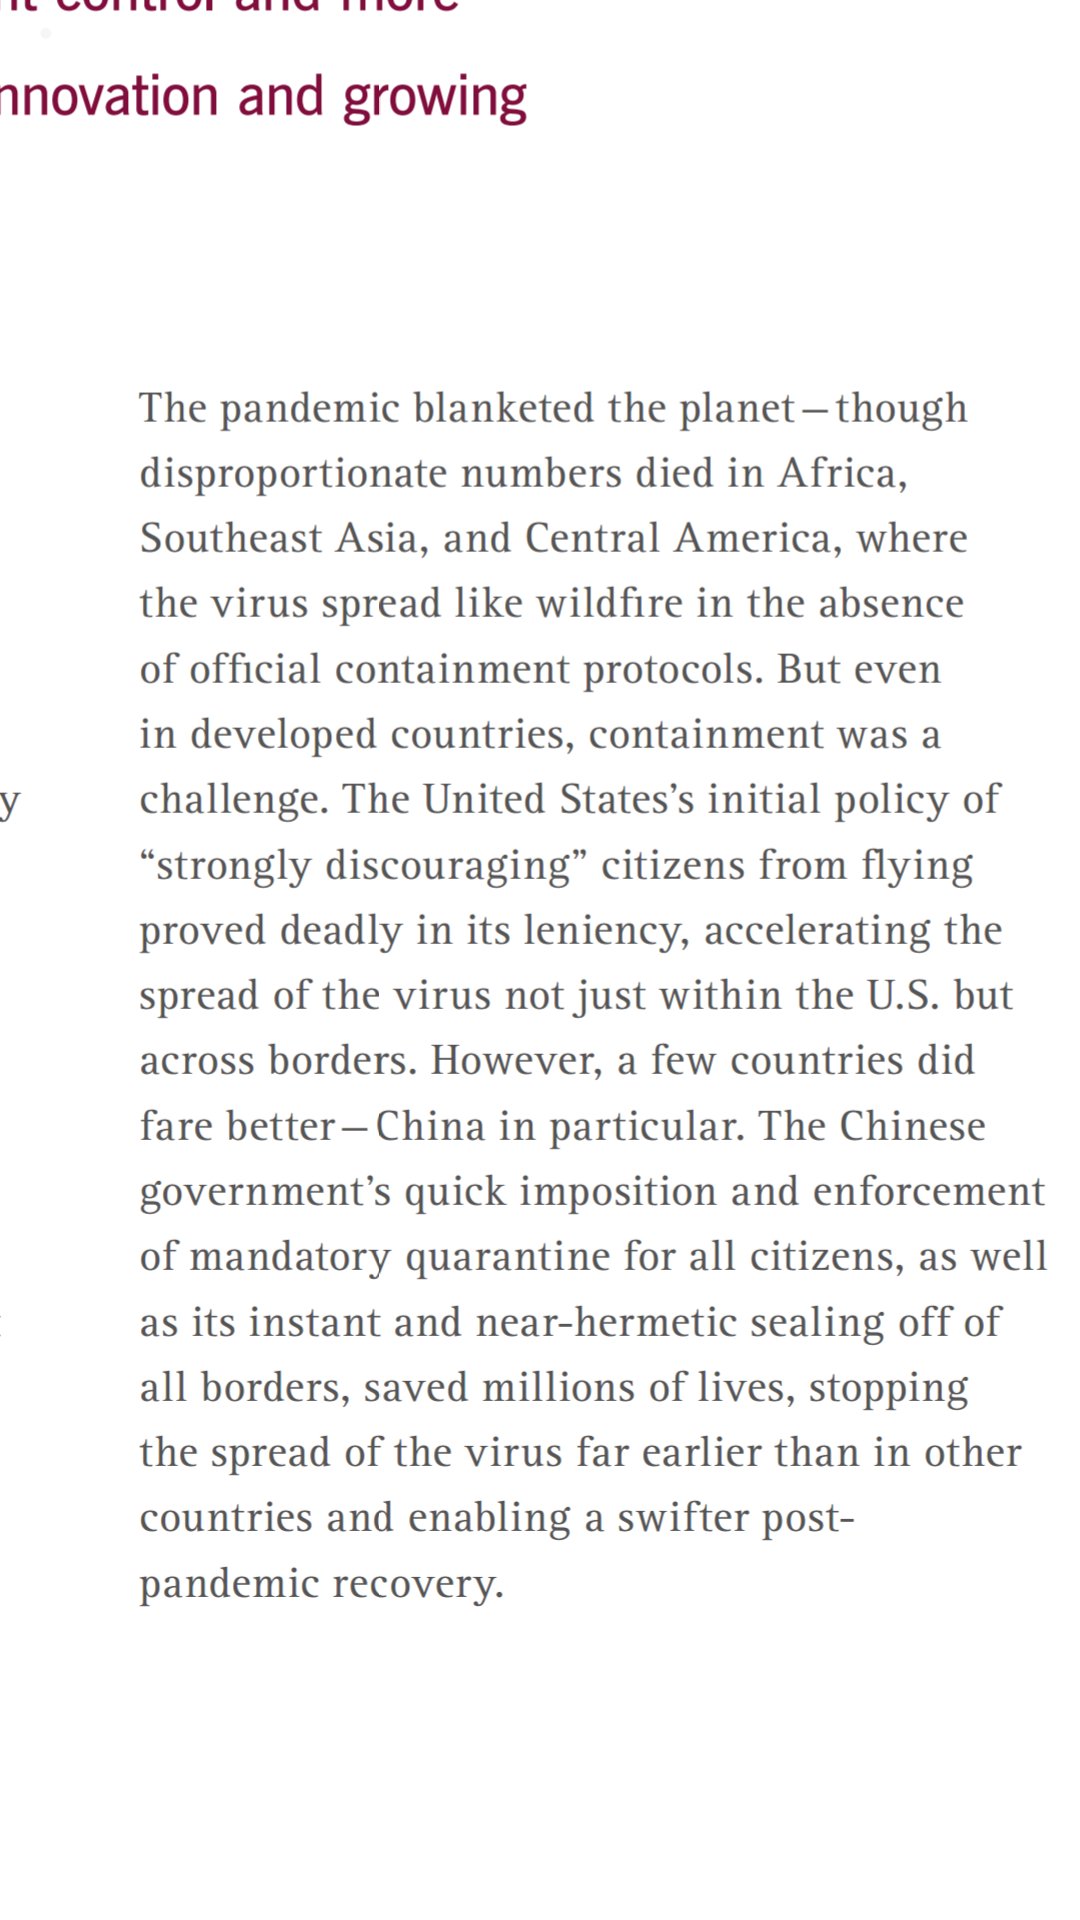 control and more
nnovation and growing
The pandemic blanketed the planet—though
disproportionate numbers died in Africa,
Southeast Asia, and Central America, where
the virus spread like wildfire in the absence
of official containment protocols. But even
in developed countries, containment was a
y
challenge. The United States’s initial policy of
“strongly discouraging” citizens from flying
proved deadly in its leniency, accelerating the
spread of the virus not just within the U.S. but
across borders. However, a few countries did
fare better—China in particular. The Chinese
government’s quick imposition and enforcement
of mandatory quarantine for all citizens, as well
as its instant and near-hermetic sealing off of
all borders, saved millions of lives, stopping
the spread of the virus far earlier than in other
countries and enabling a swifter post-
pandemic recovery.